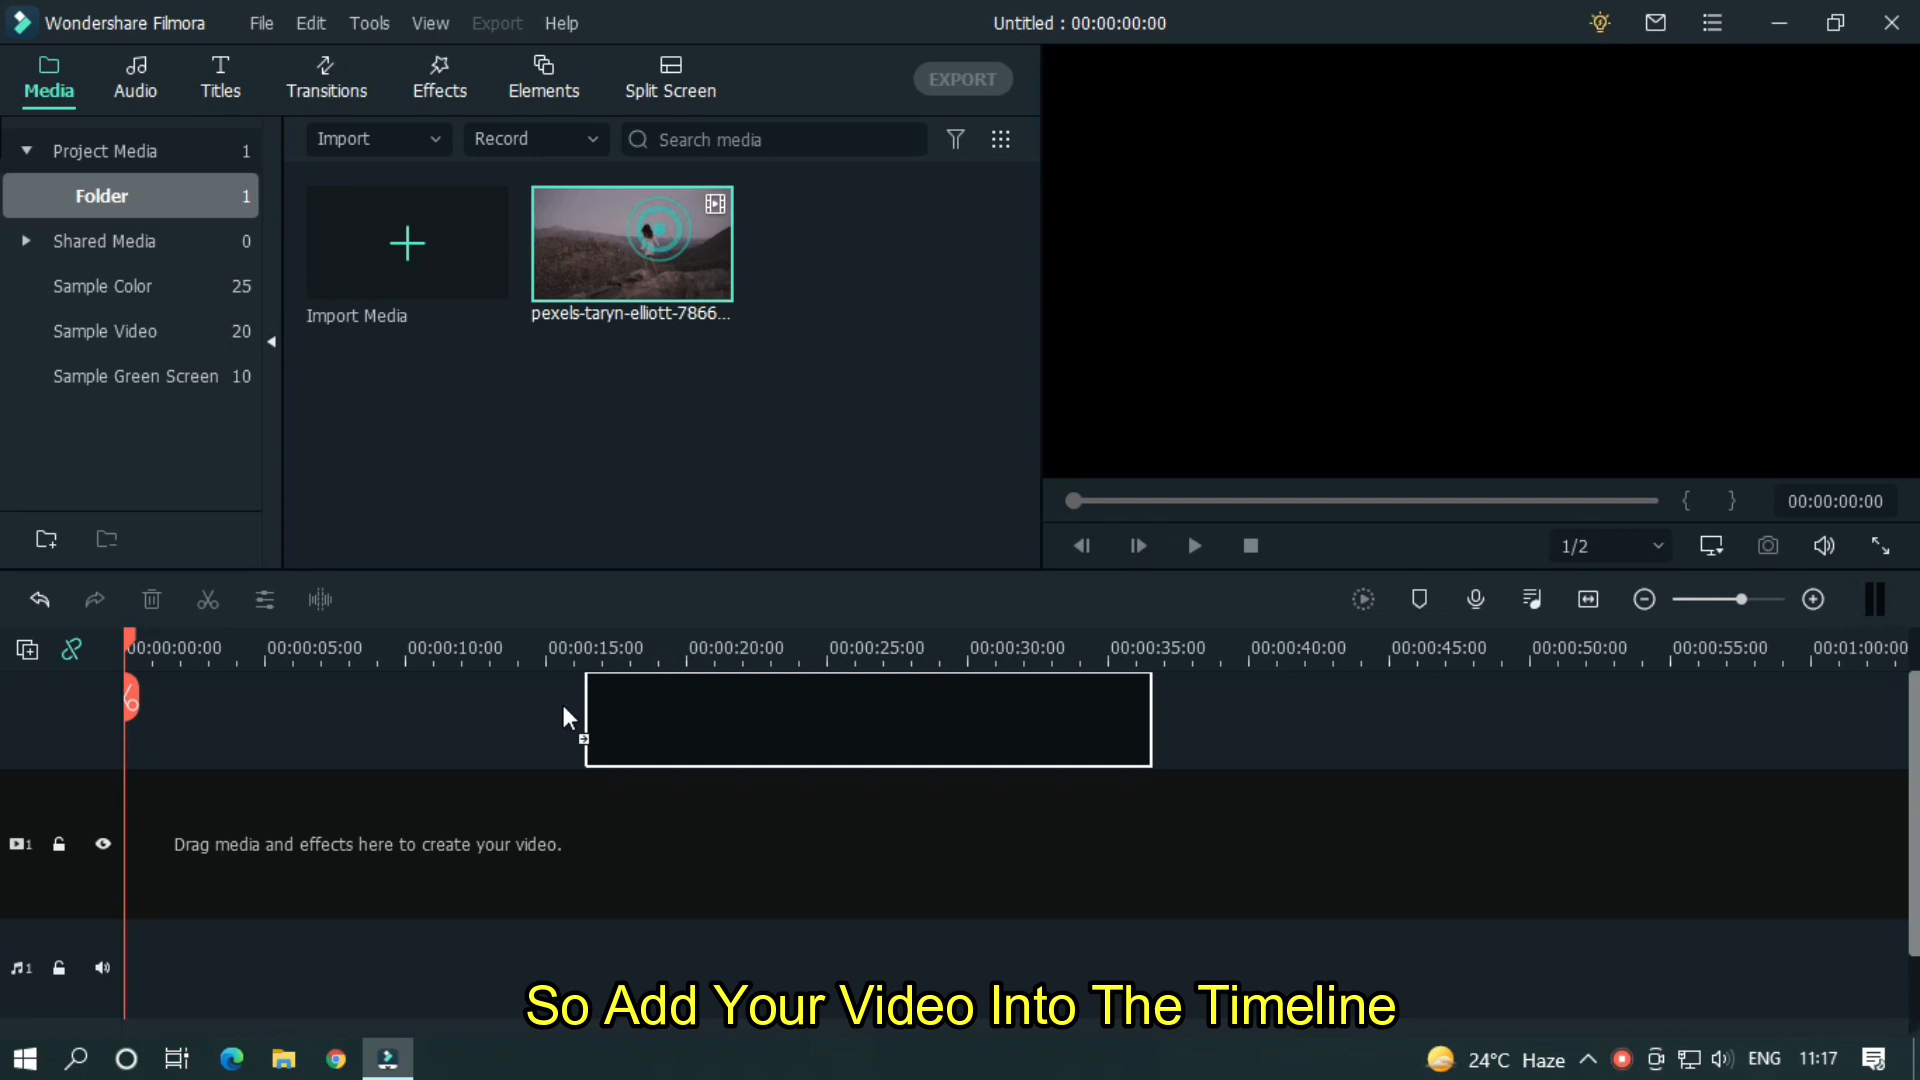 Wondershare Filmora File Edit Tools View Export Help Untitled : 00:00:00:00
Media Audio Titles Transitions Effects Elements Split Screen EXPORT
Project Media 1
Folder 1
Shared Media 0
Sample Color 25
Sample Video 20
Sample Green Screen 10
Import Record Search media
Import Media
pexels-taryn-elliott-7866...
00:00:00:00
1/2
00:00:00:00 00:00:05:00 00:00:10:00 00:00:15:00 00:00:20:00 00:00:25:00 00:00:30:00 00:00:35:00 00:00:40:00 00:00:45:00 00:00:50:00 00:00:55:00 00:01:00:00
1
Drag media and effects here to create your video.
1
So Add Your Video Into The Timeline
24°C Haze ENG 11:17